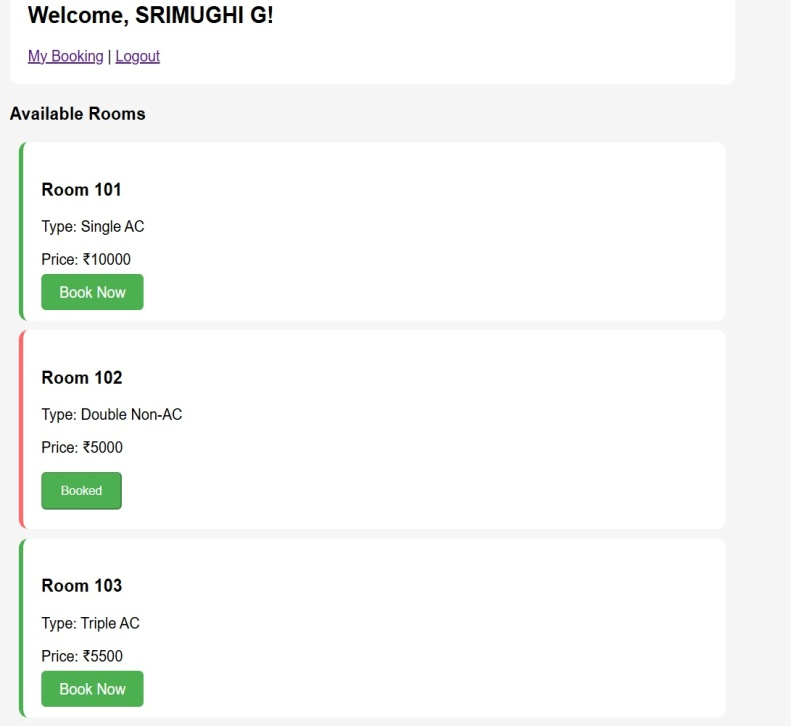 Welcome, SRIMUGHI G!
My Booking | Logout
Available Rooms
Room 101
Type: Single AC
Price: ₹10000
Book Now
Room 102
Type: Double Non-AC
Price: ₹5000
Booked
Room 103
Type: Triple AC
Price: ₹5500
Book Now